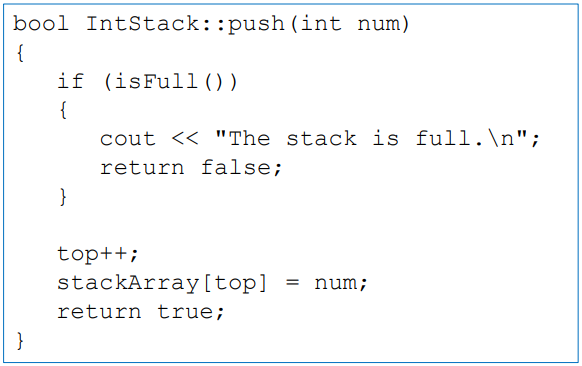 bool IntStack::push(int num)
{
   if (isFull())
   {
      cout << "The stack is full.\n";
      return false;
   }

   top++;
   stackArray[top] = num;
   return true;
}